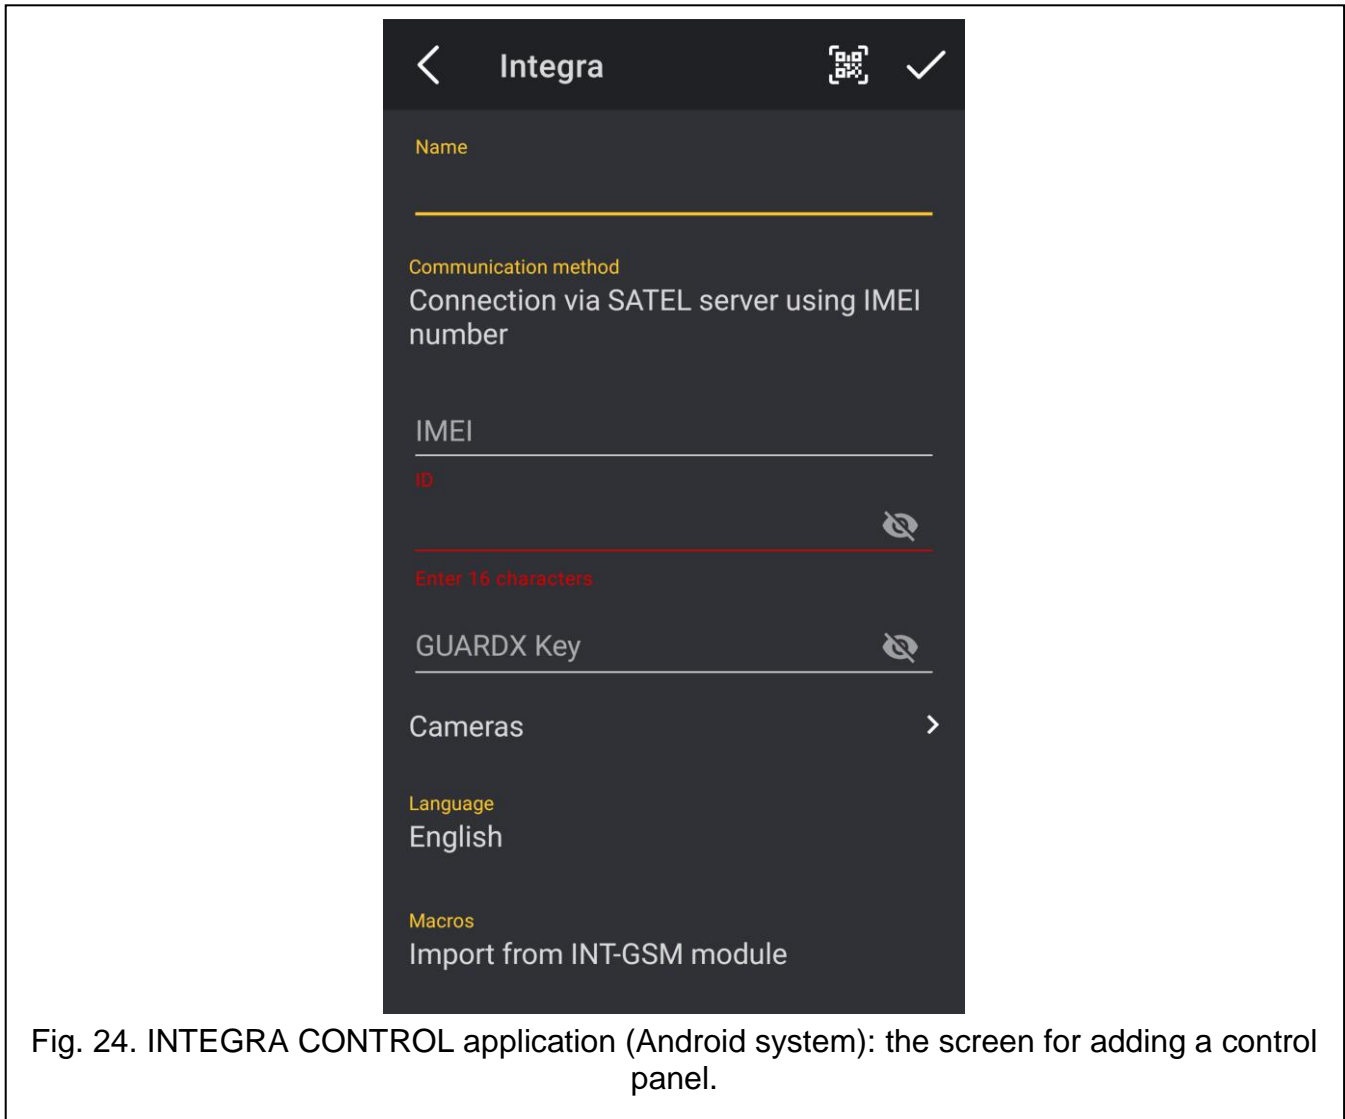 Integra
Name
Communication method
Connection via SATEL server using IMEI
number
IMEI
ID
Enter 16 characters
GUARDX Key
Cameras
Language
English
Macros
Import from INT-GSM module
Fig. 24. INTEGRA CONTROL application (Android system): the screen for adding a control
panel.